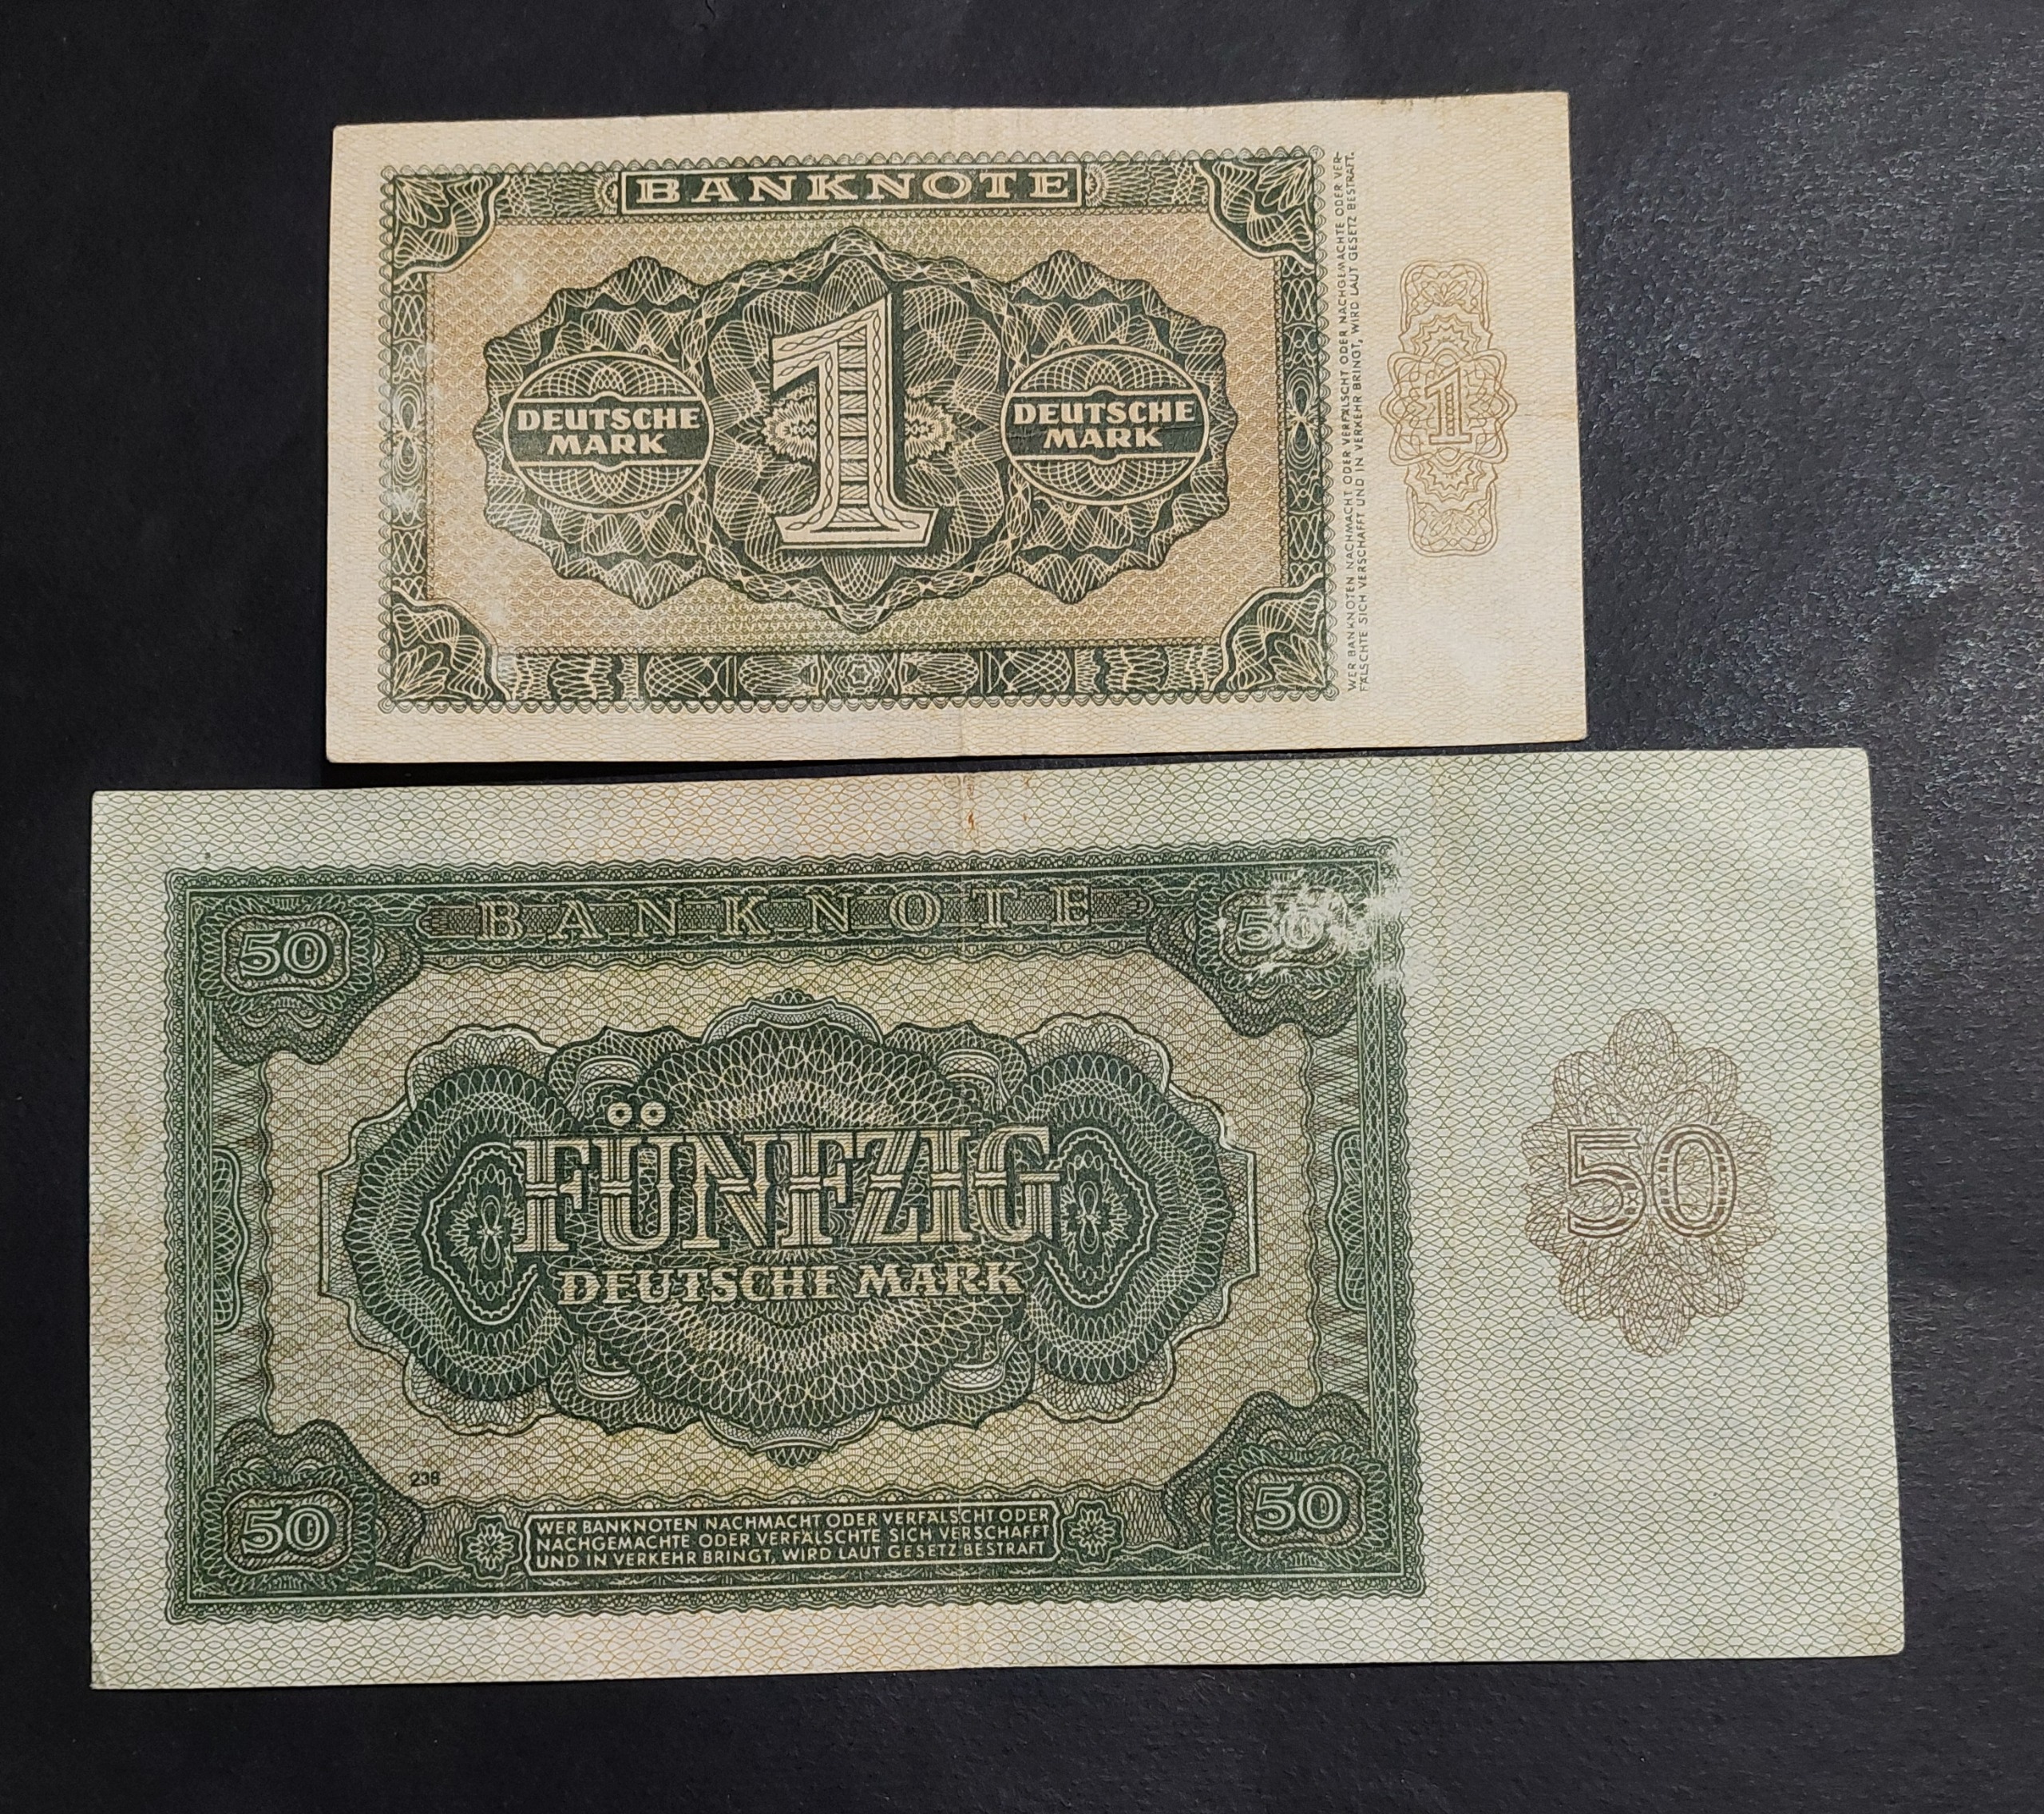 BANKNOTE
DEUTSCHE
MARK
1
DEUTSCHE
MARK
WER BANKNOTEN NACHMACHT ODER VERFÄLSCHT ODER NACHGEMACHTE ODER VER-
FÄLSCHTE SICH VERSCHAFFT UND IN VERKEHR BRINGT, WIRD LAUT GESETZ BESTRAFT.
1
BANKNOTE
50
50
FÜNFZIG
DEUTSCHE MARK
50
238
50
WER BANKNOTEN NACHMACHT ODER VERFÄLSCHT ODER
NACHGEMACHTE ODER VERFÄLSCHTE SICH VERSCHAFFT
UND IN VERKEHR BRINGT, WIRD LAUT GESETZ BESTRAFT
50